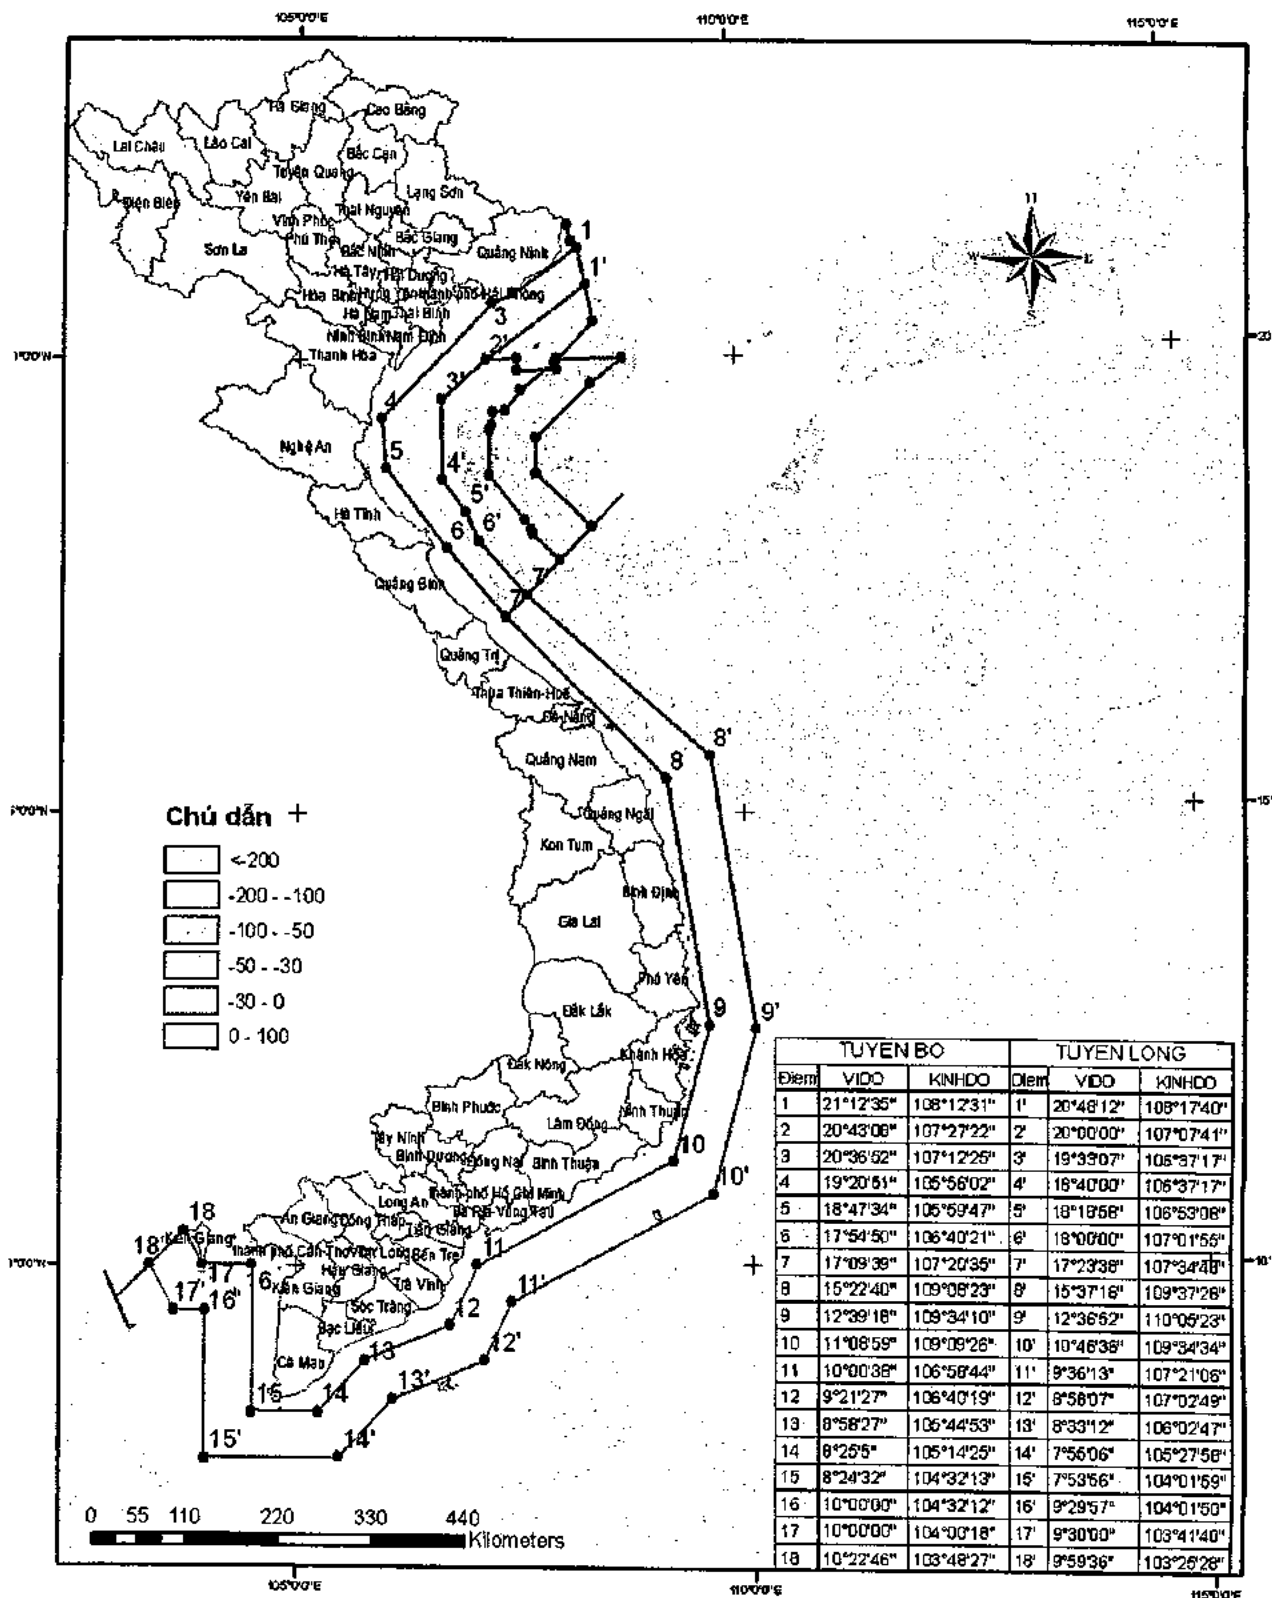 105°0'0"E 110°0'0"E 115°0'0"E
Hà Giang
Cao Bằng
Lai Châu
Lào Cai
Bắc Cạn
Tuyên Quang
Lạng Sơn
Điện Biên
Yên Bái
Thái Nguyên
Vĩnh Phúc
Phú Thọ
Bắc Giang
Sơn La
Bắc Ninh
Quảng Ninh
Hà Tây
Hải Dương
Hòa Bình
Hưng Yên
thành phố Hải Phòng
Hà Nam
Thái Bình
Ninh Bình
Nam Định
Thanh Hóa
Nghệ An
Hà Tĩnh
Quảng Bình
Quảng Trị
Thừa Thiên-Huế
Đà Nẵng
Quảng Nam
Quảng Ngãi
Kon Tum
Bình Định
Gia Lai
Phú Yên
Đắk Lắk
Khánh Hòa
Đắk Nông
Bình Phước
Lâm Đồng
Ninh Thuận
Tây Ninh
Bình Dương
Đồng Nai
Bình Thuận
Long An
thành phố Hồ Chí Minh
Bà Rịa-Vũng Tàu
An Giang
Đồng Tháp
Tiền Giang
Kiên Giang
thành phố Cần Thơ
Vĩnh Long
Bến Tre
Hậu Giang
Trà Vinh
Kiên Giang
Sóc Trăng
Bạc Liêu
Cà Mau
1
1'
3
2'
3'
4
5
4'
5'
6
6'
7'
7
8
8'
9
9'
10
10'
3
11
11'
12
12'
13
13'
14
14'
15
15'
6
16'
17
17'
18
18'
Chú dẫn
<-200
-200 - -100
-100 - -50
-50 - -30
-30 - 0
0 - 100
TUYEN BO TUYEN LONG
Điem VIDO KINHDO Diem VIDO KINHDO
1 21°12'35" 108°12'31" 1' 20°46'12" 108°17'40"
2 20°43'08" 107°27'22" 2' 20°00'00" 107°07'41"
3 20°36'52" 107°12'25" 3' 19°33'07" 106°37'17"
4 19°20'51" 105°56'02" 4' 18°40'00" 106°37'17"
5 18°47'34" 105°59'47" 5' 18°18'58" 106°53'08"
6 17°54'50" 106°40'21" 6' 18°00'00" 107°01'55"
7 17°09'39" 107°20'35" 7' 17°23'38" 107°34'48"
8 15°22'40" 109°08'23" 8' 15°37'18" 109°37'28"
9 12°39'18" 109°34'10" 9' 12°36'52" 110°05'23"
10 11°08'59" 109°09'26" 10' 10°46'38" 109°34'34"
11 10°00'38" 106°58'44" 11' 9°36'13" 107°21'06"
12 9°21'27" 106°40'19" 12' 8°58'07" 107°02'49"
13 8°58'27" 105°44'53" 13' 8°33'12" 106°02'47"
14 8°25'5" 105°14'25" 14' 7°55'06" 105°27'56"
15 8°24'32" 104°32'13" 15' 7°53'56" 104°01'59"
16 10°00'00" 104°32'12" 16' 9°29'57" 104°01'50"
17 10°00'00" 104°00'18" 17' 9°30'00" 103°41'40"
18 10°22'46" 103°48'27" 18' 9°59'36" 103°25'28"
0 55 110 220 330 440
Kilometers
105°0'0"E 110°0'0"E 115°0'0"E